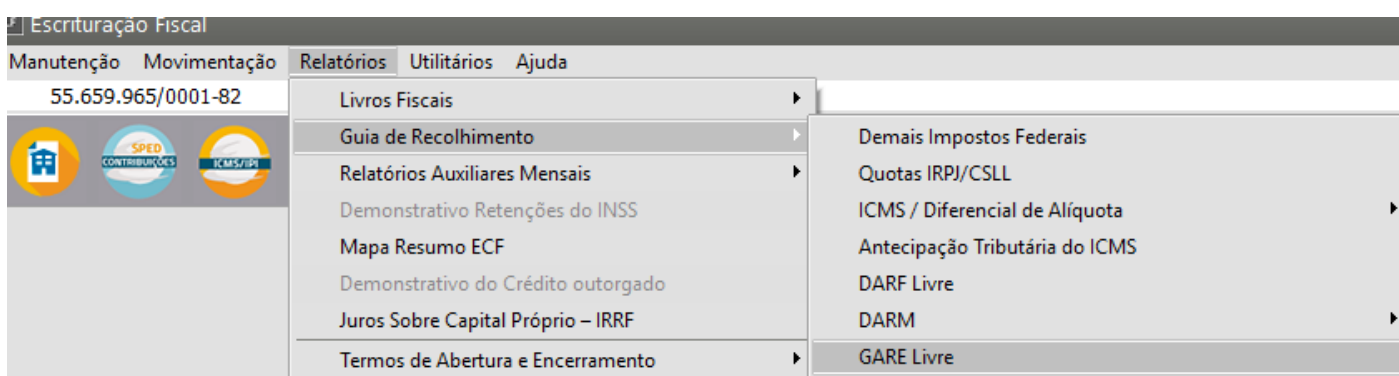 Escrituração Fiscal
Manutenção Movimentação Relatórios Utilitários Ajuda
55.659.965/0001-82
SPED
CONTRIBUIÇÕES
ICMS/IPI
Livros Fiscais
Guia de Recolhimento
Relatórios Auxiliares Mensais
Demonstrativo Retenções do INSS
Mapa Resumo ECF
Demonstrativo do Crédito outorgado
Juros Sobre Capital Próprio – IRRF
Termos de Abertura e Encerramento
Demais Impostos Federais
Quotas IRPJ/CSLL
ICMS / Diferencial de Alíquota
Antecipação Tributária do ICMS
DARF Livre
DARM
GARE Livre